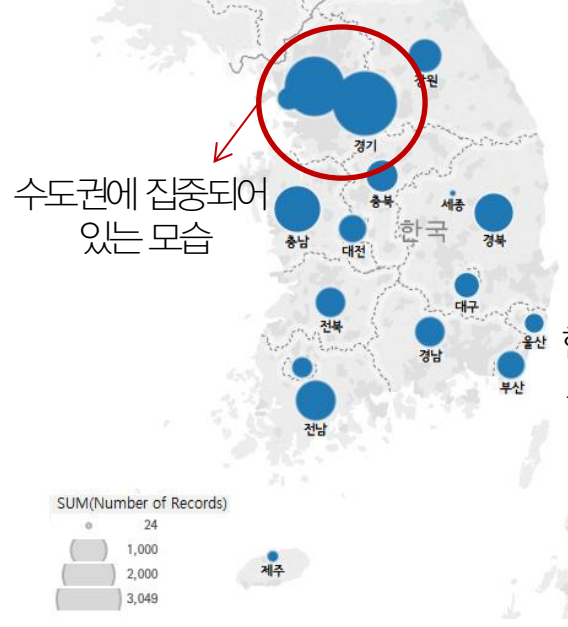 강원
경기
수도권에 집중되어
있는 모습
충북
세종
충남
대전
한국
경북
대구
전북
경남
울산
부산
전남
SUM(Number of Records)
24
1,000
2,000
3,049
제주